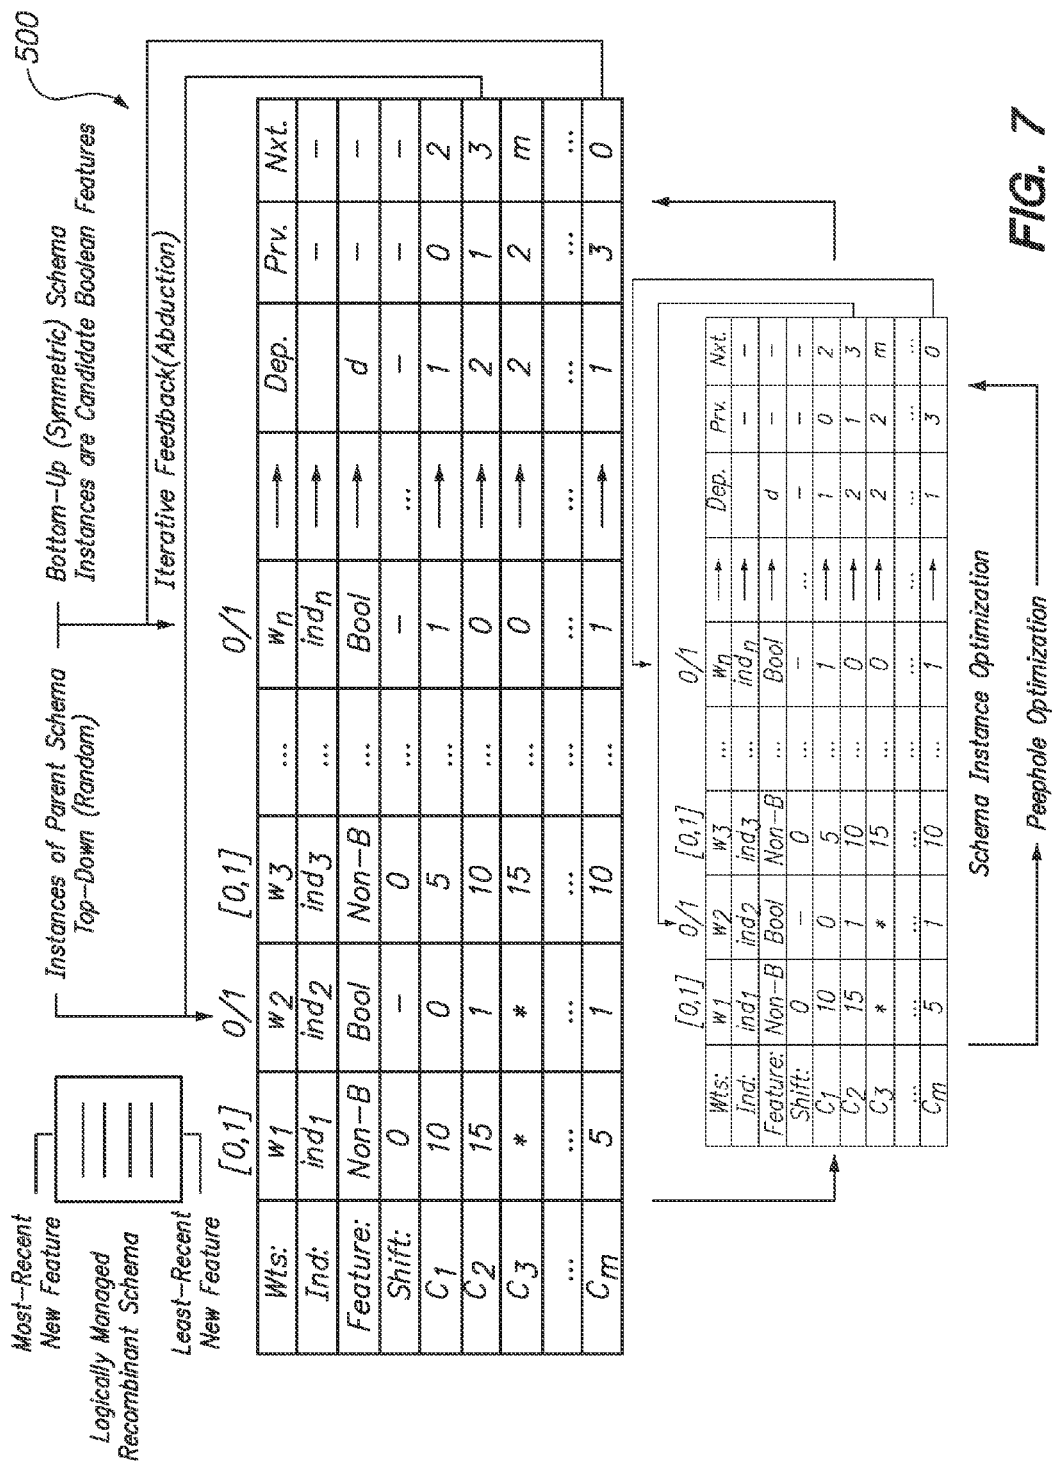 500
Most-Recent
New Feature
Logically Managed
Recombinant Schema
Least-Recent
New Feature
Instances of Parent Schema
Top-Down (Random)
Bottom-Up (Symmetric) Schema
Instances are Candidate Boolean Features
Iterative Feedback(Abduction)
[0,1] 0/1 [0,1] 0/1
Wts: w1 w2 w3 ... wn → Dep. Prv. Nxt.
Ind: ind1 ind2 ind3 ... indn → - -
Feature: Non-B Bool Non-B ... Bool → d - -
Shift: 0 - 0 ... - ... - - -
C1 10 0 5 ... 1 → 1 0 2
C2 15 1 10 ... 0 → 2 1 3
C3 * * 15 ... 0 → 2 2 m
... ... ... ... ... ... ... ... ... ...
Cm 5 1 10 ... 1 → 1 3 0
[0,1] 0/1 [0,1] 0/1
Wts: w1 w2 w3 ... wn → Dep. Prv. Nxt.
Ind: ind1 ind2 ind3 ... indn → - -
Feature: Non-B Bool Non-B ... Bool → d - -
Shift: 0 - 0 ... - ... - - -
C1 10 0 5 ... 1 → 1 0 2
C2 15 1 10 ... 0 → 2 1 3
C3 * * 15 ... 0 → 2 2 m
... ... ... ... ... ... ... ... ... ...
Cm 5 1 10 ... 1 → 1 3 0
Schema Instance Optimization
Peephole Optimization
FIG. 7